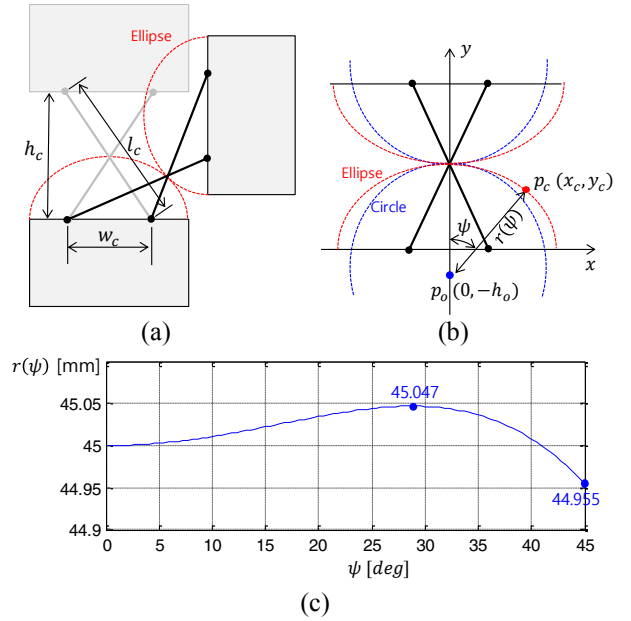 Ellipse
h_c
l_c
w_c
(a)
y
Ellipse
Circle
p_c (x_c, y_c)
ψ
r(ψ)
x
p_o (0, −h_o)
(b)
r(ψ) [mm]
45.05
45
44.95
44.9
45.047
44.955
0 5 10 15 20 25 30 35 40 45
ψ [deg]
(c)